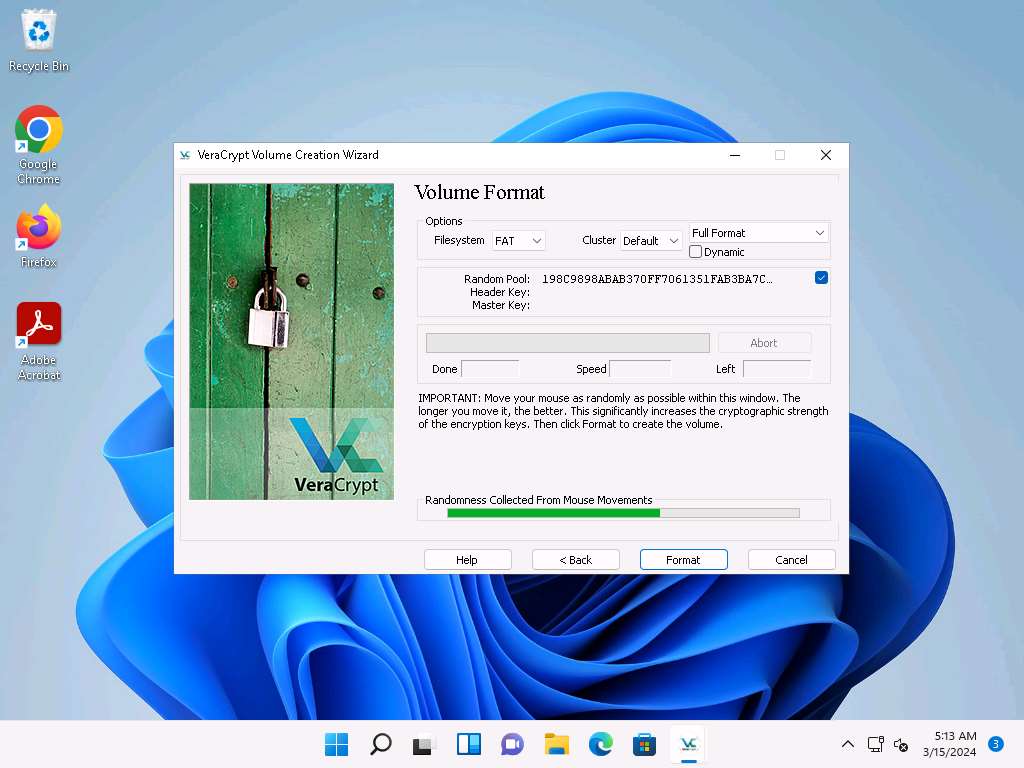 Recycle Bin
Google
Chrome
Firefox
Adobe
Acrobat
VeraCrypt Volume Creation Wizard
VeraCrypt
Volume Format
Options
Filesystem FAT Cluster Default Full Format
Dynamic
Random Pool: 198C9898ABAB370FF7061351FAB3BA7C...
Header Key:
Master Key:
Abort
Done Speed Left
IMPORTANT: Move your mouse as randomly as possible within this window. The
longer you move it, the better. This significantly increases the cryptographic strength
of the encryption keys. Then click Format to create the volume.
Randomness Collected From Mouse Movements
Help < Back Format Cancel
5:13 AM
3/15/2024
3